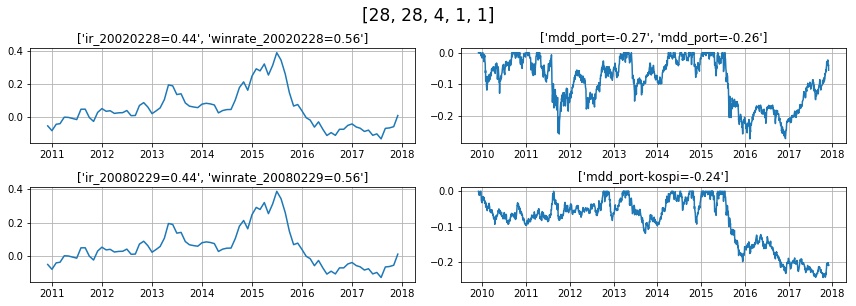 [28, 28, 4, 1, 1]
['ir_20020228=0.44', 'winrate_20020228=0.56']
0.4
0.2
0.0
2011 2012 2013 2014 2015 2016 2017 2018
['mdd_port=-0.27', 'mdd_port=-0.26']
0.0
−0.1
−0.2
2010 2011 2012 2013 2014 2015 2016 2017 2018
['ir_20080229=0.44', 'winrate_20080229=0.56']
0.4
0.2
0.0
2011 2012 2013 2014 2015 2016 2017 2018
['mdd_port-kospi=-0.24']
0.0
−0.1
−0.2
2010 2011 2012 2013 2014 2015 2016 2017 2018